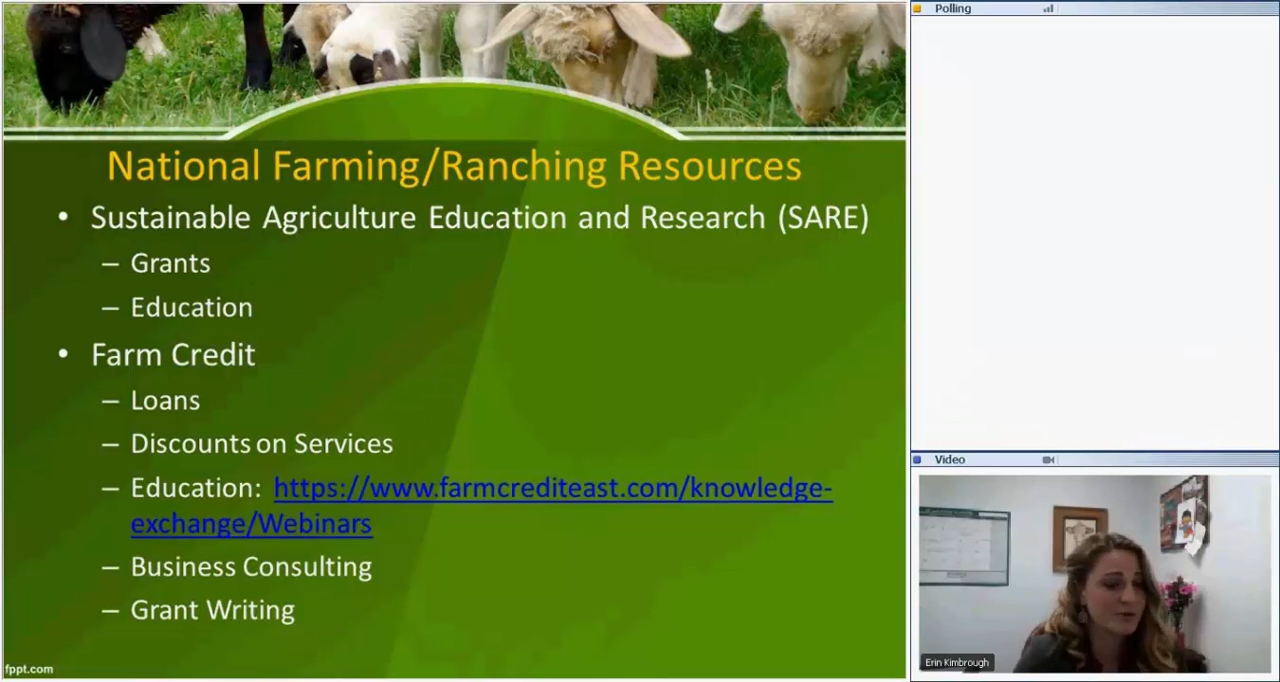 National Farming/Ranching Resources
• Sustainable Agriculture Education and Research (SARE)
– Grants
– Education
• Farm Credit
– Loans
– Discounts on Services
– Education: https://www.farmcrediteast.com/knowledge-
exchange/Webinars
– Business Consulting
– Grant Writing
fppt.com
Polling
Video
Erin Kimbrough